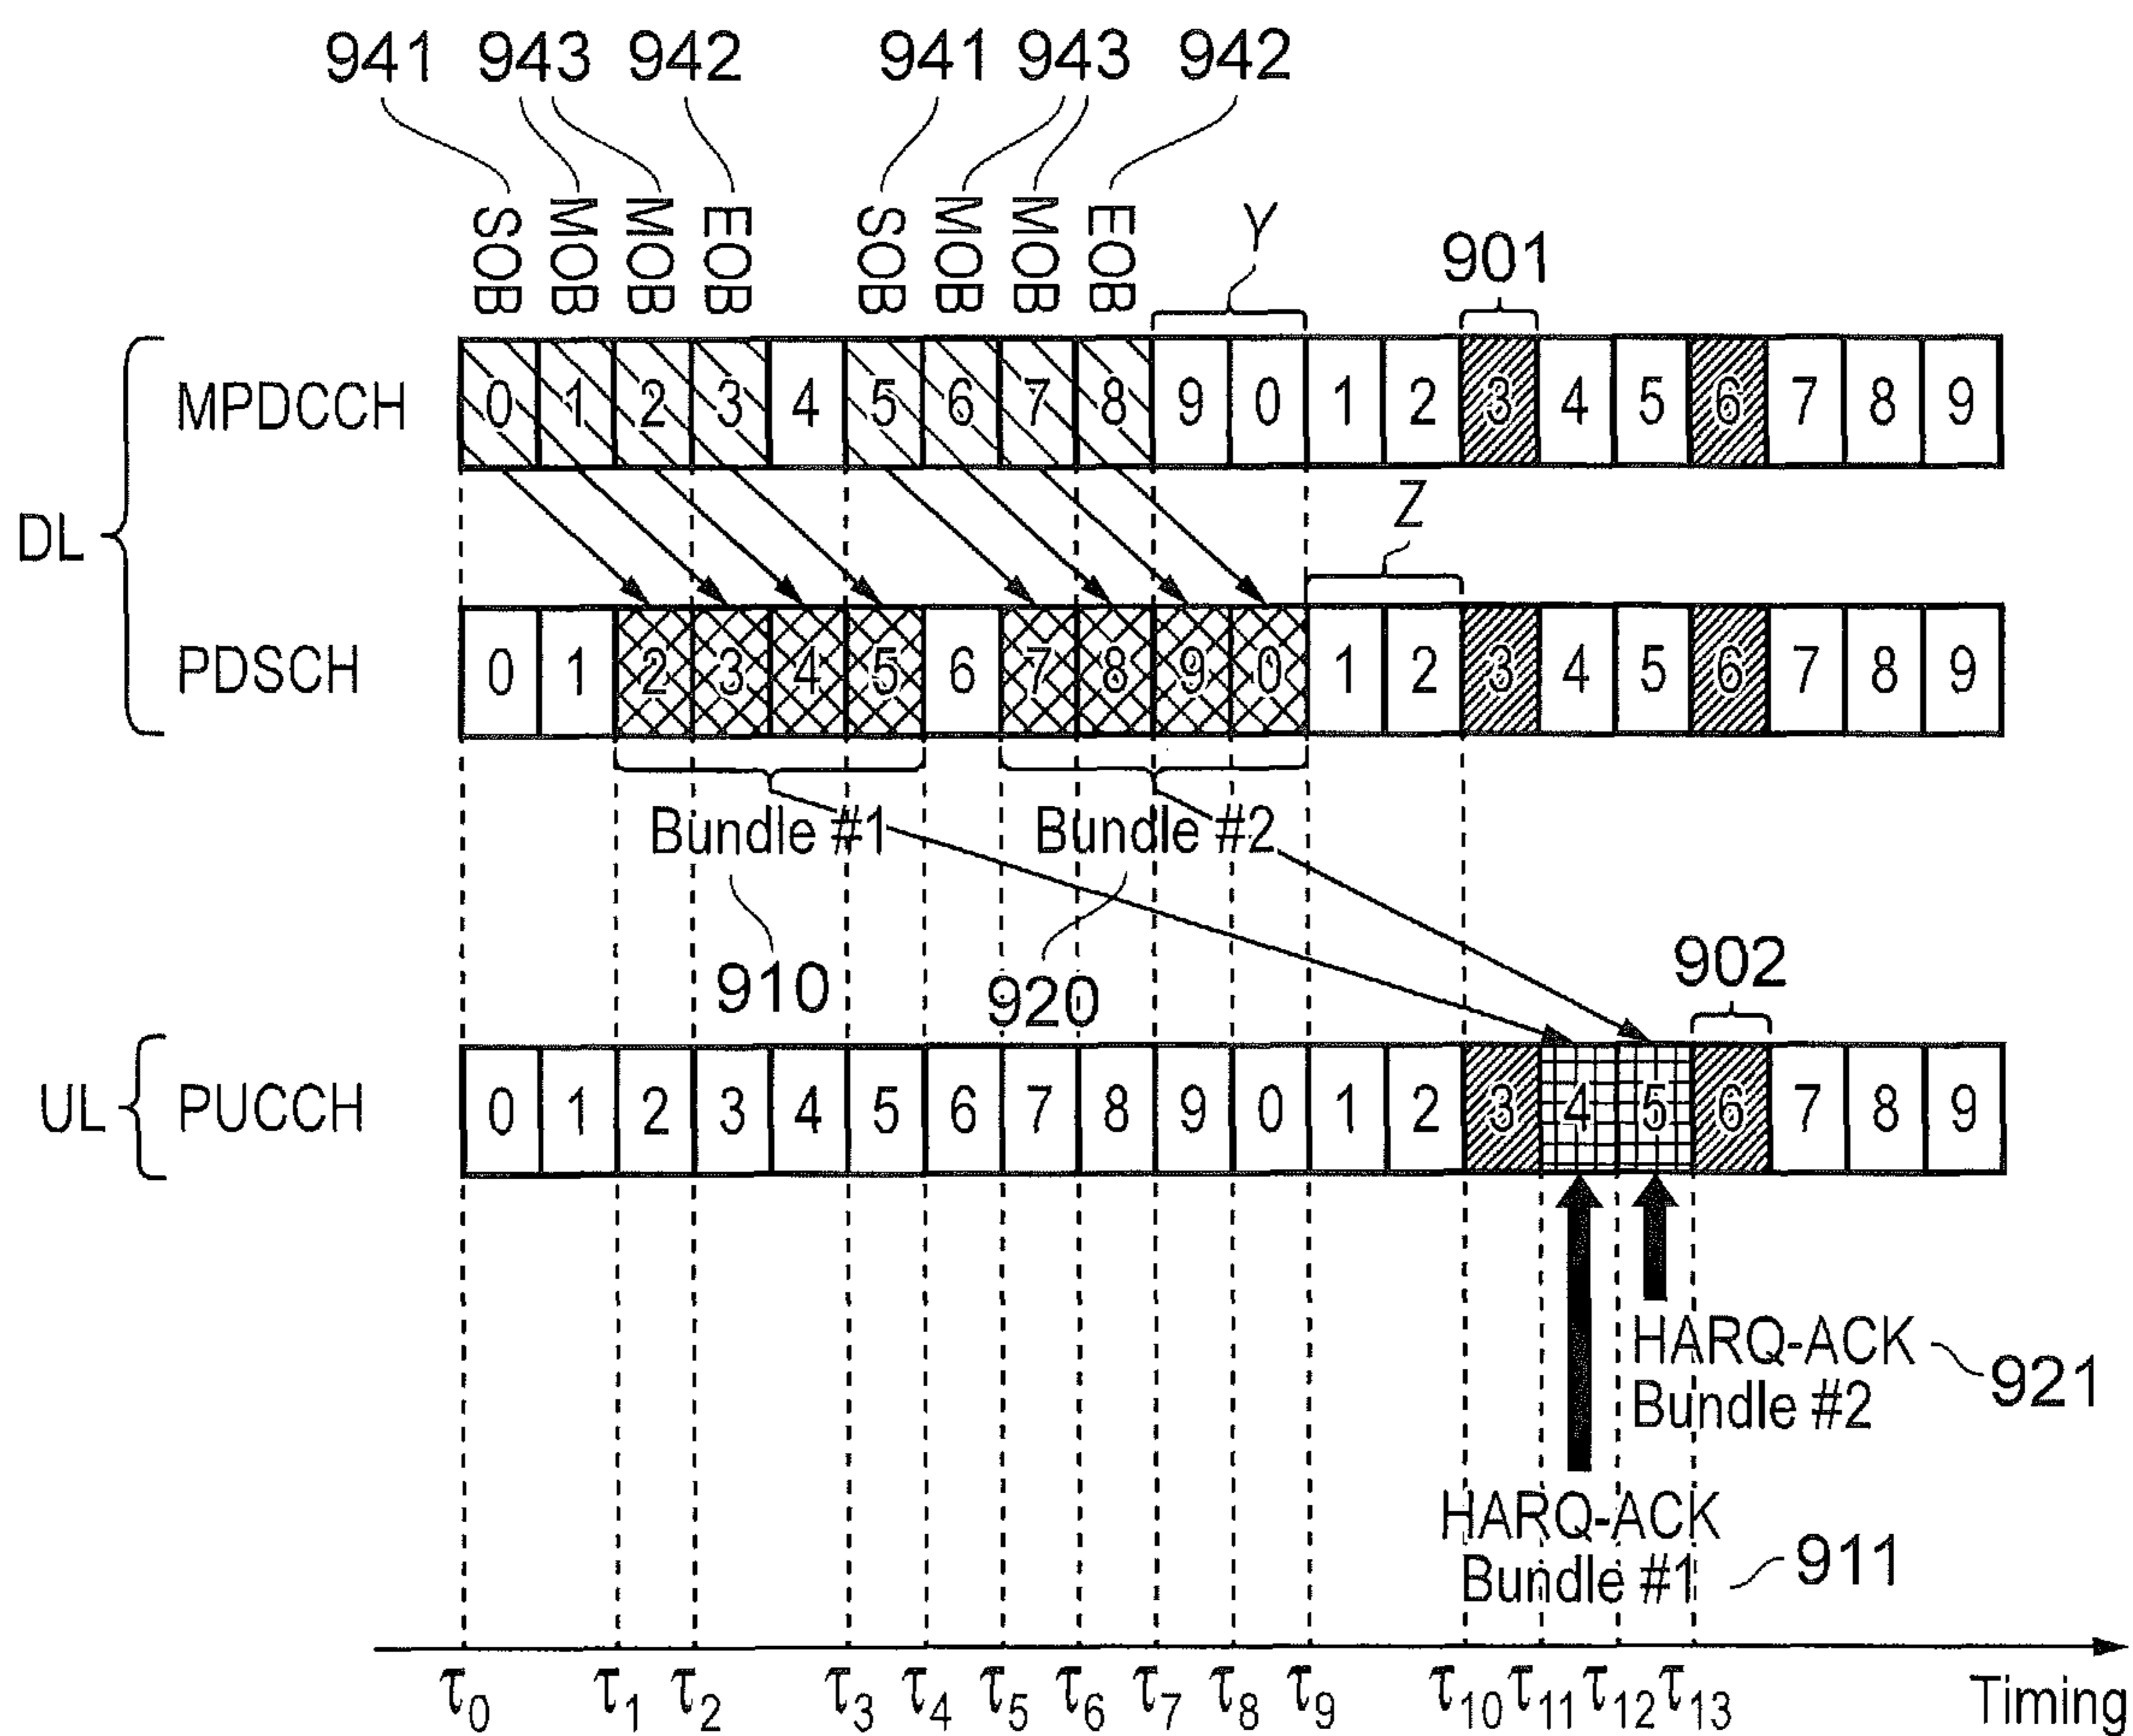 941 943 942 941 943 942
SOB MOB MOB EOB SOB MOB MOB EOB
Y
901
MPDCCH 0 1 2 3 4 5 6 7 8 9 0 1 2 3 4 5 6 7 8 9
DL
Z
PDSCH 0 1 2 3 4 5 6 7 8 9 0 1 2 3 4 5 6 7 8 9
Bundle #1 Bundle #2
910 920 902
UL PUCCH 0 1 2 3 4 5 6 7 8 9 0 1 2 3 4 5 6 7 8 9
HARQ-ACK
Bundle #2
921
HARQ-ACK
Bundle #1
911
τ0 τ1 τ2 τ3 τ4 τ5 τ6 τ7 τ8 τ9 τ10 τ11 τ12 τ13 Timing